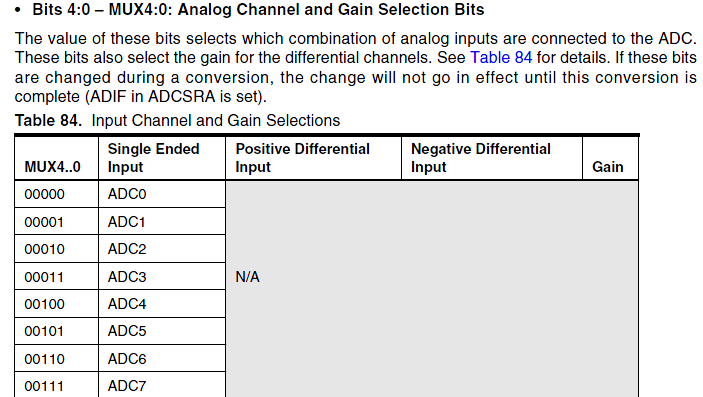 • Bits 4:0 – MUX4:0: Analog Channel and Gain Selection Bits
The value of these bits selects which combination of analog inputs are connected to the ADC.
These bits also select the gain for the differential channels. See Table 84 for details. If these bits
are changed during a conversion, the change will not go in effect until this conversion is
complete (ADIF in ADCSRA is set).
Table 84. Input Channel and Gain Selections
MUX4..0 Single Ended Input Positive Differential Input Negative Differential Input Gain
00000 ADC0
00001 ADC1
00010 ADC2
00011 ADC3 N/A
00100 ADC4
00101 ADC5
00110 ADC6
00111 ADC7